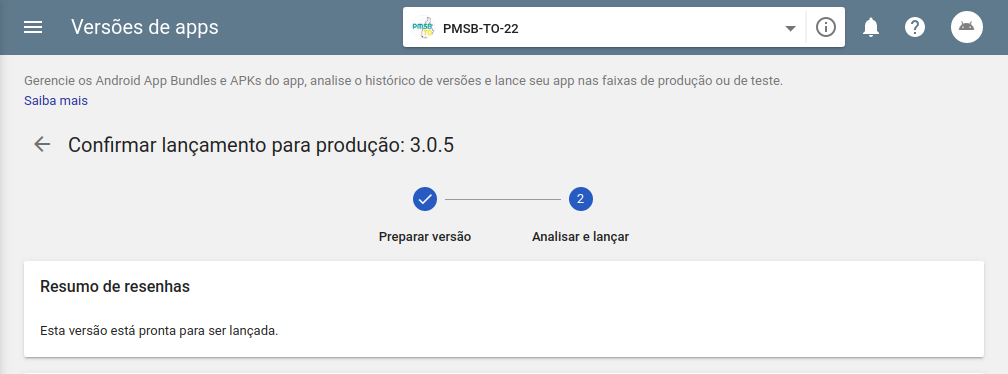 Versões de apps
PMSB TO
PMSB-TO-22
Gerencie os Android App Bundles e APKs do app, analise o histórico de versões e lance seu app nas faixas de produção ou de teste.
Saiba mais
Confirmar lançamento para produção: 3.0.5
2
Preparar versão
Analisar e lançar
Resumo de resenhas
Esta versão está pronta para ser lançada.